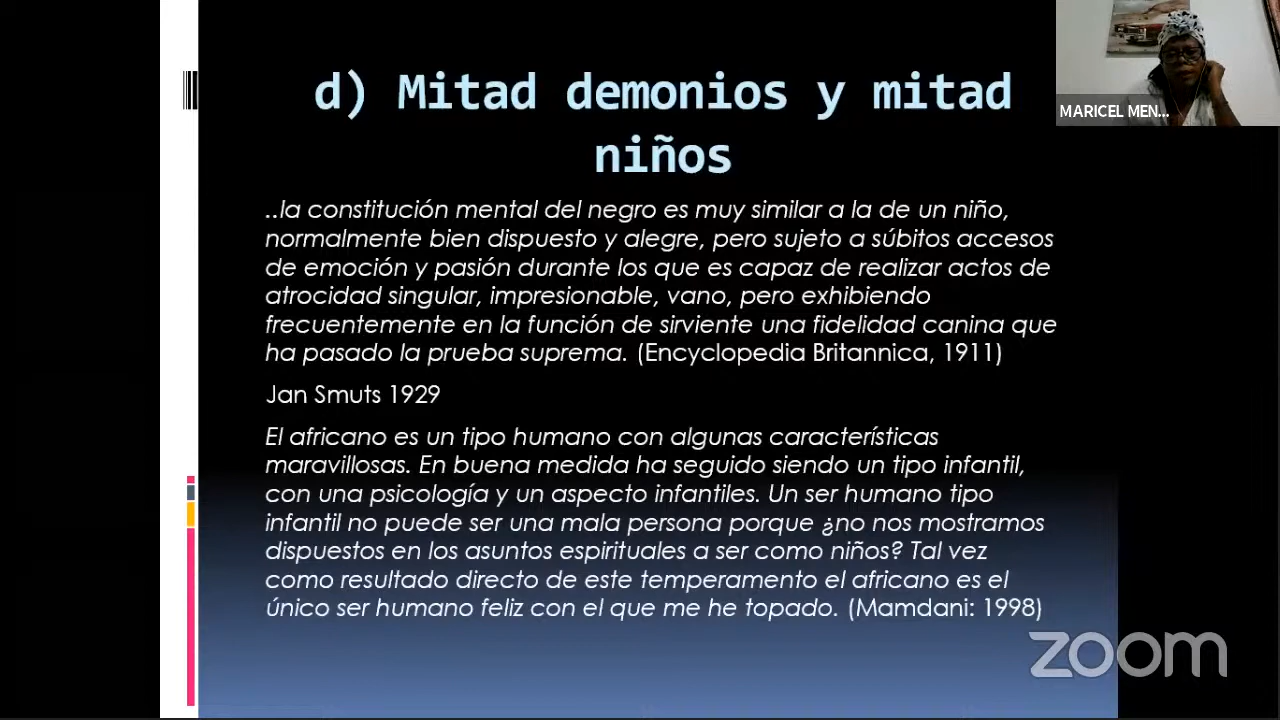 d) Mitad demonios y mitad
niños
MARICEL MEN...
..la constitución mental del negro es muy similar a la de un niño,
normalmente bien dispuesto y alegre, pero sujeto a súbitos accesos
de emoción y pasión durante los que es capaz de realizar actos de
atrocidad singular, impresionable, vano, pero exhibiendo
frecuentemente en la función de sirviente una fidelidad canina que
ha pasado la prueba suprema. (Encyclopedia Britannica, 1911)
Jan Smuts 1929
El africano es un tipo humano con algunas características
maravillosas. En buena medida ha seguido siendo un tipo infantil,
con una psicología y un aspecto infantiles. Un ser humano tipo
infantil no puede ser una mala persona porque ¿no nos mostramos
dispuestos en los asuntos espirituales a ser como niños? Tal vez
como resultado directo de este temperamento el africano es el
único ser humano feliz con el que me he topado. (Mamdani: 1998)
zoom